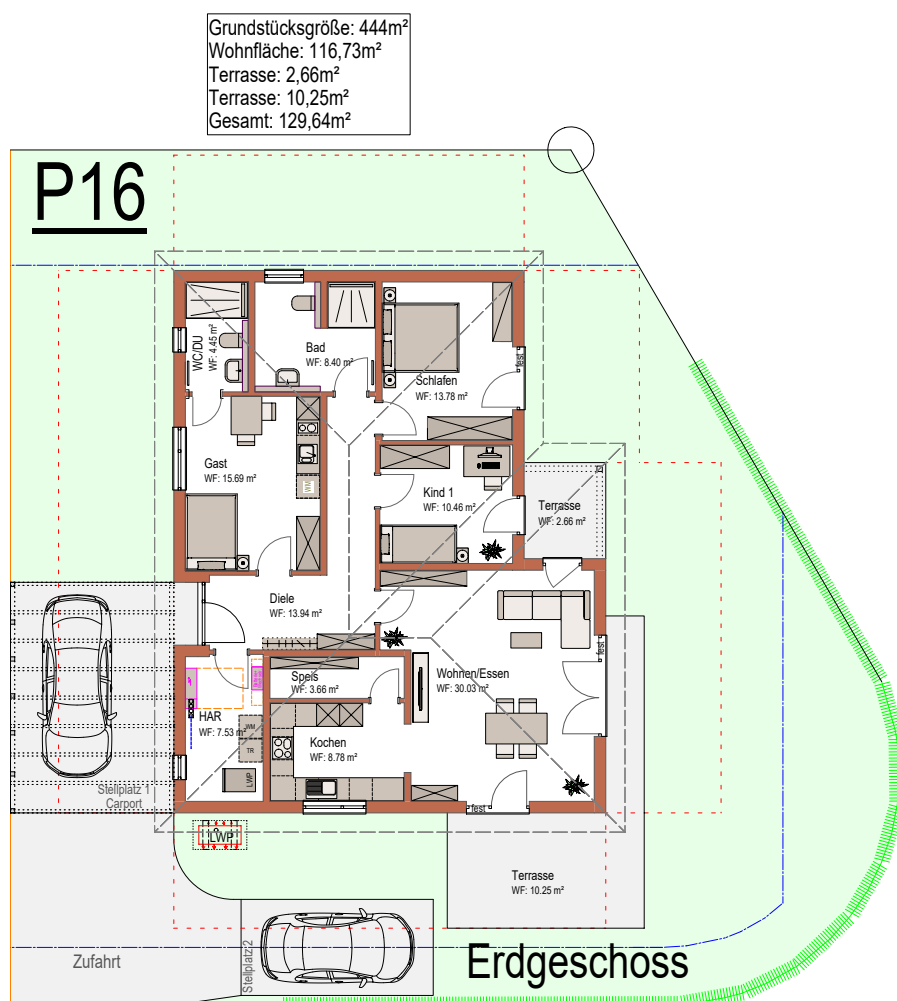 Grundstücksgröße: 444m²
Wohnfläche: 116,73m²
Terrasse: 2,66m²
Terrasse: 10,25m²
Gesamt: 129,64m²
P16
WC/DU
WF: 4.45 m²
Bad
WF: 8.40 m²
Schlafen
WF: 13.78 m²
fest
Gast
WF: 15.69 m²
WM
Kind 1
WF: 10.46 m²
Terrasse
WF: 2.66 m²
Diele
WF: 13.94 m²
Speis
WF: 3.66 m²
Wohnen/Essen
WF: 30.03 m²
fest
HAR
WF: 7.53 m²
WM
TR
LWP
Kochen
WF: 8.78 m²
Stellplatz 1
Carport
fest
LWP
Terrasse
WF: 10.25 m²
Zufahrt
Stellplatz 2
Erdgeschoss